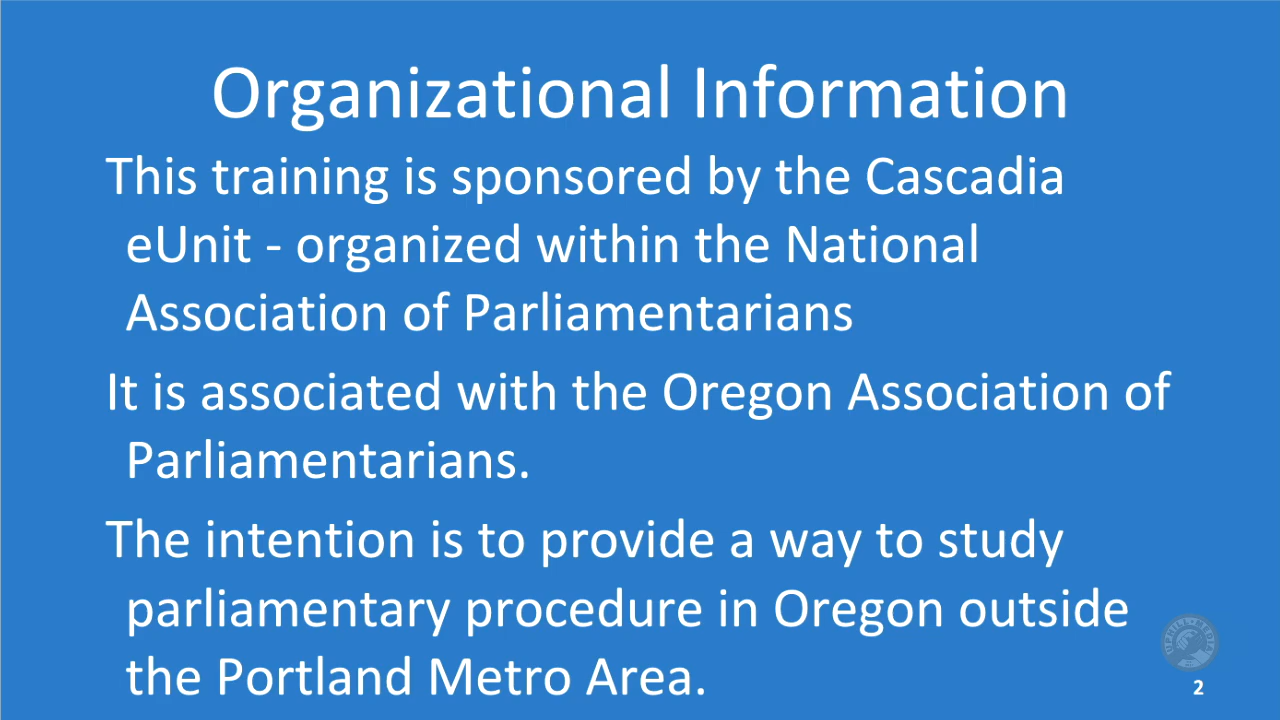 Organizational Information
This training is sponsored by the Cascadia
eUnit - organized within the National
Association of Parliamentarians
It is associated with the Oregon Association of
Parliamentarians.
The intention is to provide a way to study
parliamentary procedure in Oregon outside
the Portland Metro Area.
2